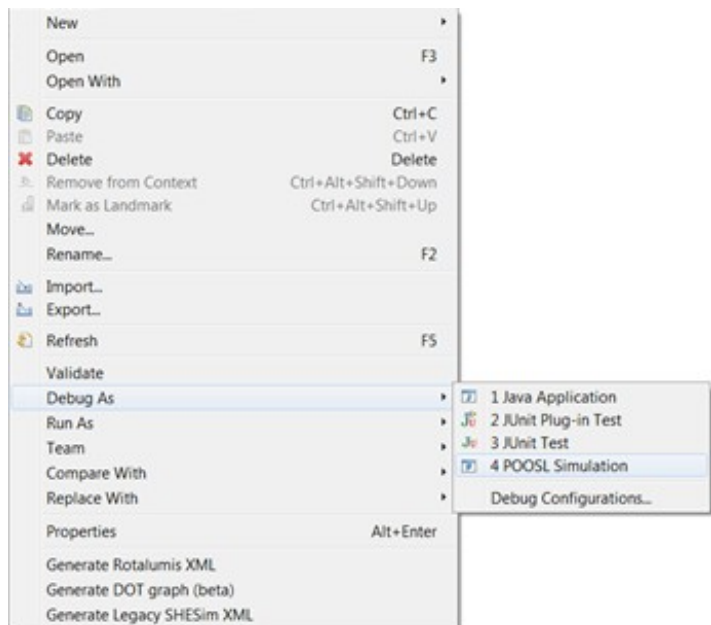 New
Open F3
Open With
Copy Ctrl+C
Paste Ctrl+V
Delete Delete
Remove from Context Ctrl+Alt+Shift+Down
Mark as Landmark Ctrl+Alt+Shift+Up
Move...
Rename... F2
Import...
Export...
Refresh F5
Validate
Debug As
Run As
Team
Compare With
Replace With
Properties Alt+Enter
Generate Rotalumis XML
Generate DOT graph (beta)
Generate Legacy SHESim XML
1 Java Application
2 JUnit Plug-in Test
3 JUnit Test
4 POOSL Simulation
Debug Configurations...